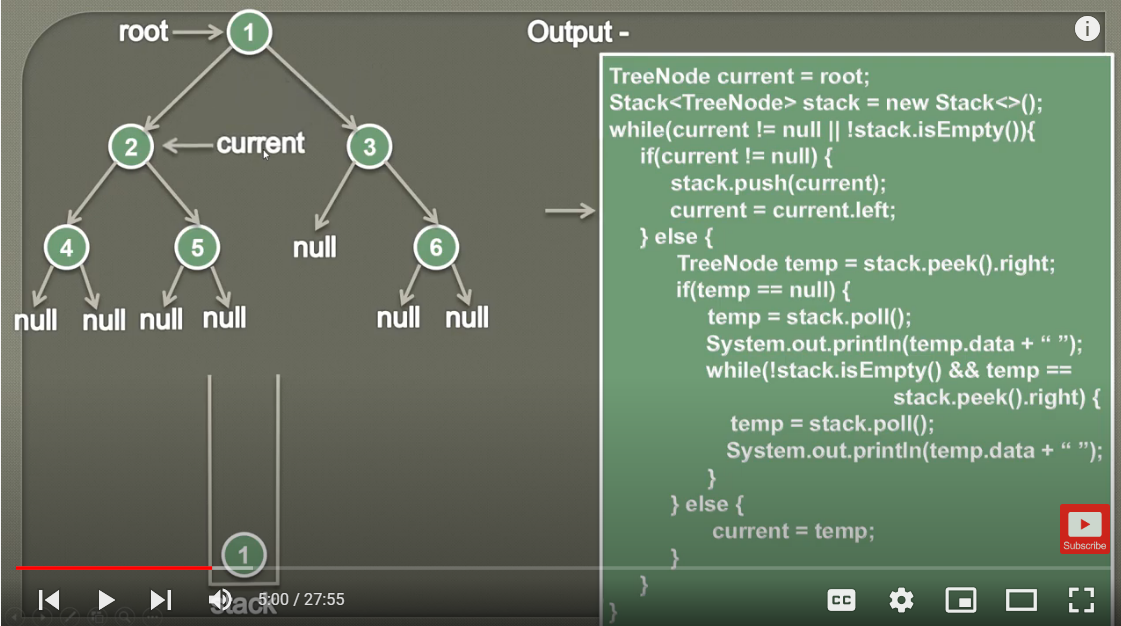 root
1
Output -
i
2
current
3
4
5
null
6
null
null
null
null
null
null
1
stack
TreeNode current = root;
Stack<TreeNode> stack = new Stack<>();
while(current != null || !stack.isEmpty()){
if(current != null) {
stack.push(current);
current = current.left;
} else {
TreeNode temp = stack.peek().right;
if(temp == null) {
temp = stack.poll();
System.out.println(temp.data + “ ”);
while(!stack.isEmpty() && temp ==
stack.peek().right) {
temp = stack.poll();
System.out.println(temp.data + “ ”);
}
} else {
current = temp;
}
}
}
Subscribe
5:00 / 27:55
CC